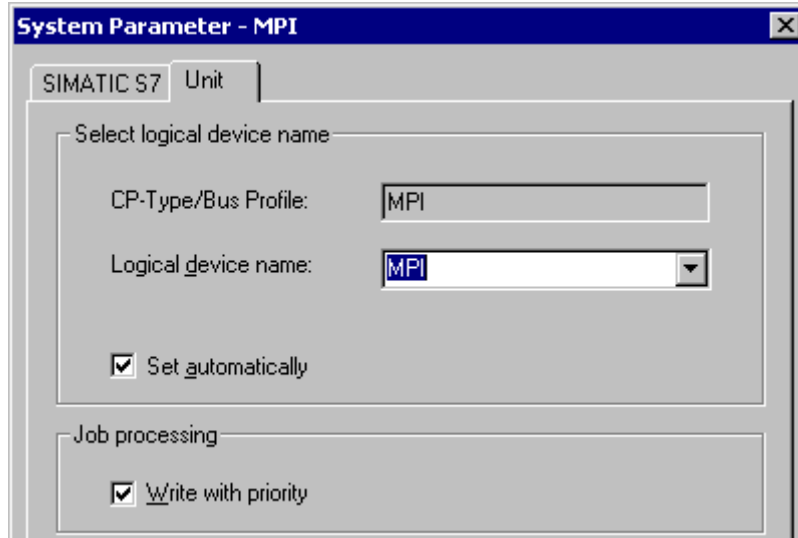 System Parameter - MPI
SIMATIC S7 Unit
Select logical device name
CP-Type/Bus Profile: MPI
Logical device name: MPI
Set automatically
Job processing
Write with priority